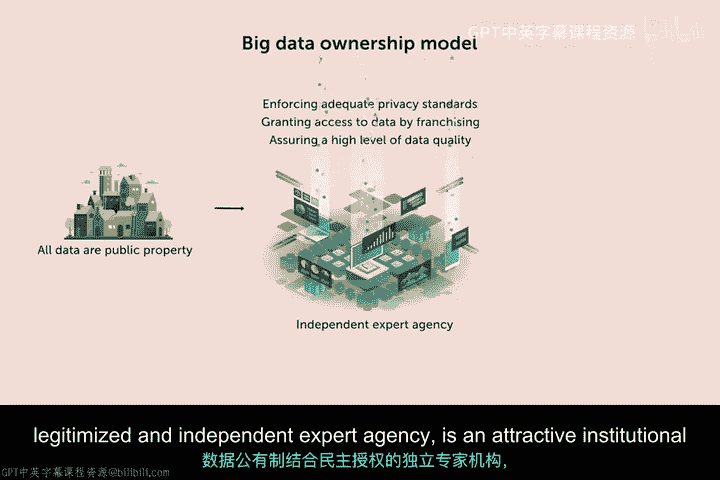 GPT中英字幕课程资源
Big data ownership model
Enforcing adequate privacy standards
Granting access to data by franchising
Assuring a high level of data quality
All data are public property
Independent expert agency
legitimized and independent expert agency, is an attractive institutional
数据公有制结合民主授权的独立专家机构,
GPT中英字幕课程资源@bilibili.com